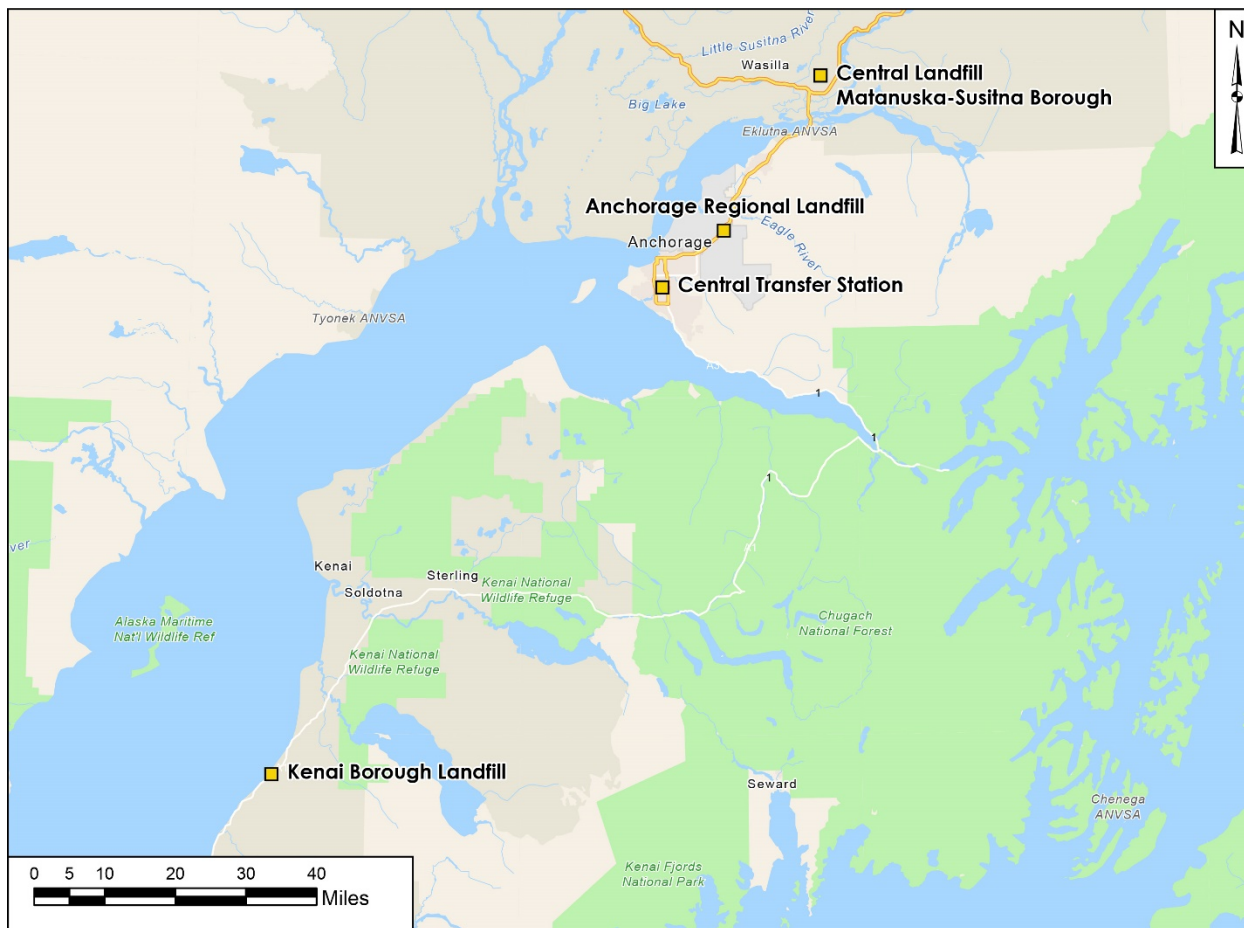 Little Susitna River
N
Wasilla
Central Landfill
Matanuska-Susitna Borough
Big Lake
Eklutna ANVSA
Anchorage Regional Landfill
Anchorage
Eagle River
Central Transfer Station
Tyonek ANVSA
1
1
1
A1
iver
Kenai
Sterling
Soldotna
Kenai National
Wildlife Refuge
Alaska Maritime
Nat'l Wildlife Ref
Chugach
National Forest
Kenai National
Wildlife Refuge
Kenai Borough Landfill
Seward
Chenega
ANVSA
Kenai Fjords
National Park
0 5 10 20 30 40
Miles